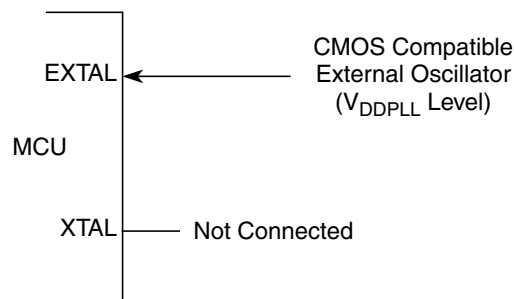 CMOS Compatible
EXTAL
External Oscillator
(VDDPLL Level)
MCU
XTAL
Not Connected